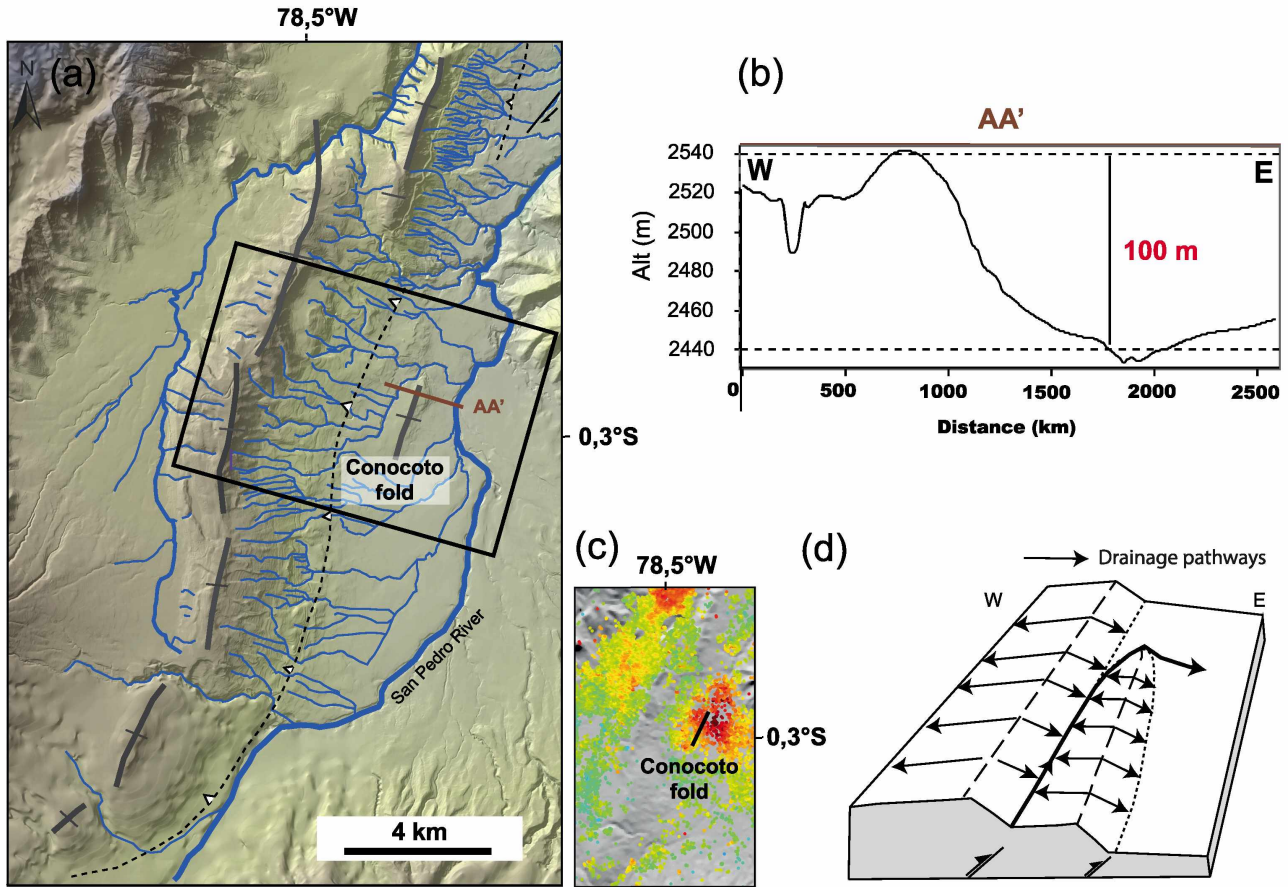 78,5°W
(a)
N
AA'
0,3°S
Conocoto
fold
San Pedro River
4 km
(b)
AA'
W
E
Alt (m)
2540
2520
2500
2480
2460
2440
100 m
0
500
1000
1500
2000
2500
Distance (km)
(c)
78,5°W
0,3°S
Conocoto
fold
(d)
Drainage pathways
W
E